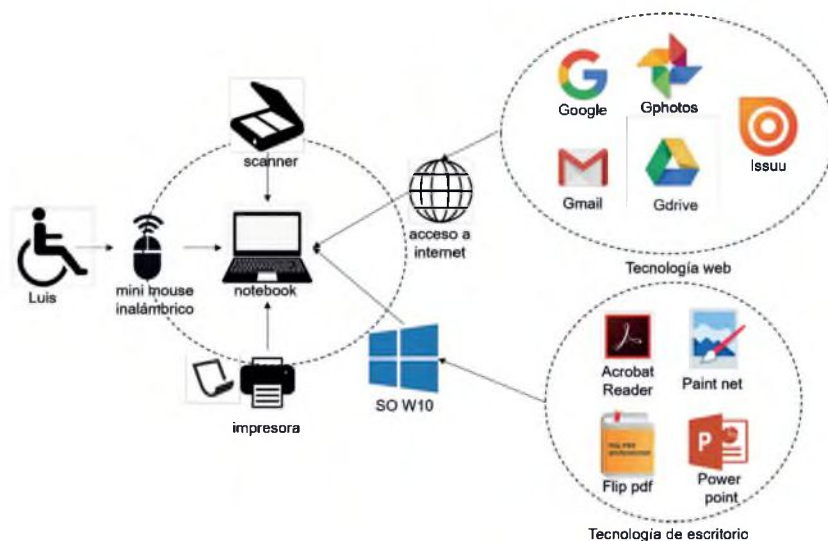 scanner
Google
Gphotos
Issuu
Gmail
Gdrive
acceso a
internet
Tecnología web
Luis
mini mouse
inalámbrico
notebook
impresora
SO W10
Acrobat
Reader
Paint net
Flip pdf
Power
point
Tecnología de escritorio